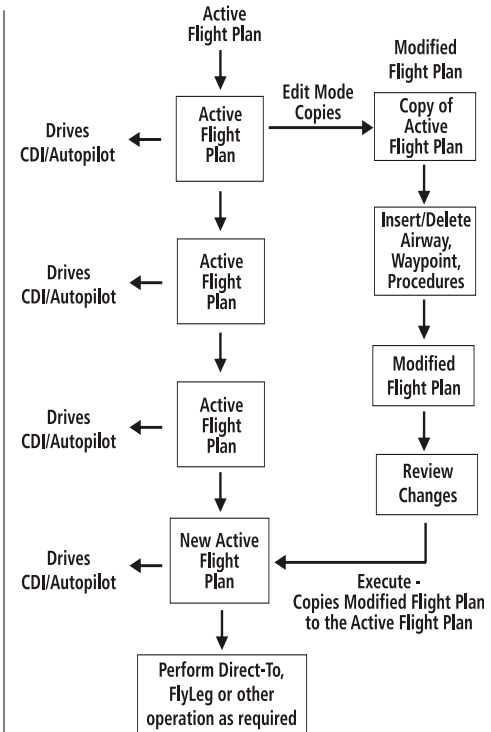 Active
Flight Plan
Modified
Flight Plan
Edit Mode
Copies
Drives
CDI/Autopilot
Active
Flight
Plan
Copy of
Active
Flight Plan
Insert/Delete
Airway,
Waypoint,
Procedures
Drives
CDI/Autopilot
Active
Flight
Plan
Modified
Flight Plan
Drives
CDI/Autopilot
Active
Flight
Plan
Review
Changes
Drives
CDI/Autopilot
New Active
Flight
Plan
Execute -
Copies Modified Flight Plan
to the Active Flight Plan
Perform Direct-To,
FlyLeg or other
operation as required